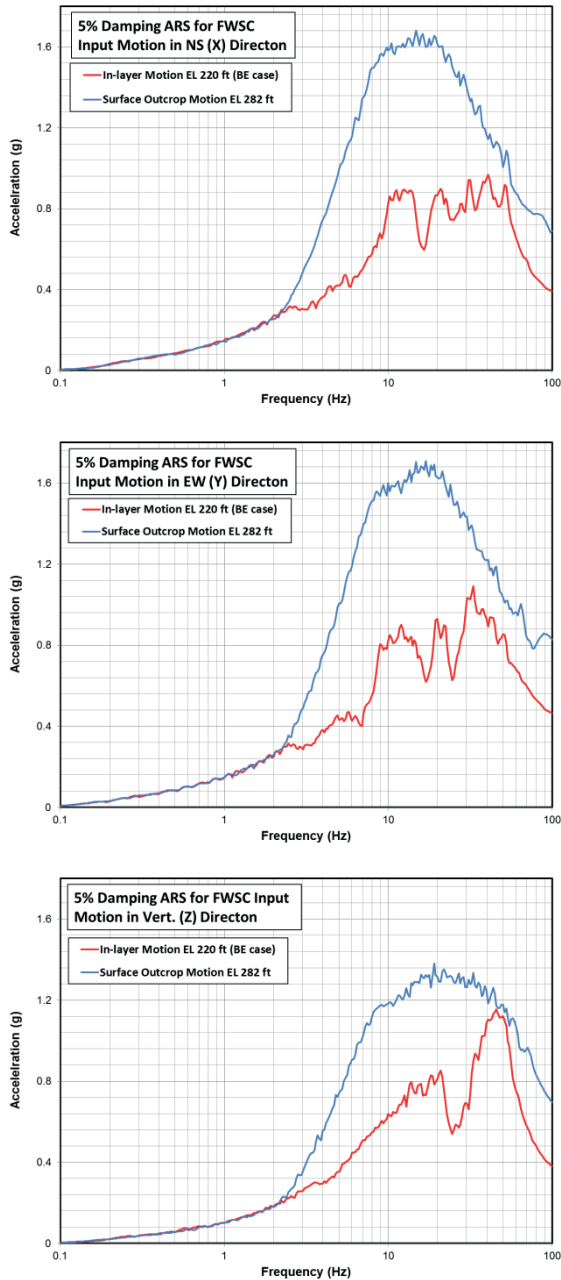 5% Damping ARS for FWSC
Input Motion in NS (X) Directon
In-layer Motion EL 220 ft (BE case)
Surface Outcrop Motion EL 282 ft
1.6
1.2
0.8
0.4
0
Accelelration (g)
0.1
1
10
100
Frequency (Hz)
5% Damping ARS for FWSC
Input Motion in EW (Y) Directon
In-layer Motion EL 220 ft (BE case)
Surface Outcrop Motion EL 282 ft
1.6
1.2
0.8
0.4
0
Accelelration (g)
0.1
1
10
100
Frequency (Hz)
5% Damping ARS for FWSC Input
Motion in Vert. (Z) Directon
In-layer Motion EL 220 ft (BE case)
Surface Outcrop Motion EL 282 ft
1.6
1.2
0.8
0.4
0
Accelelration (g)
0.1
1
10
100
Frequency (Hz)